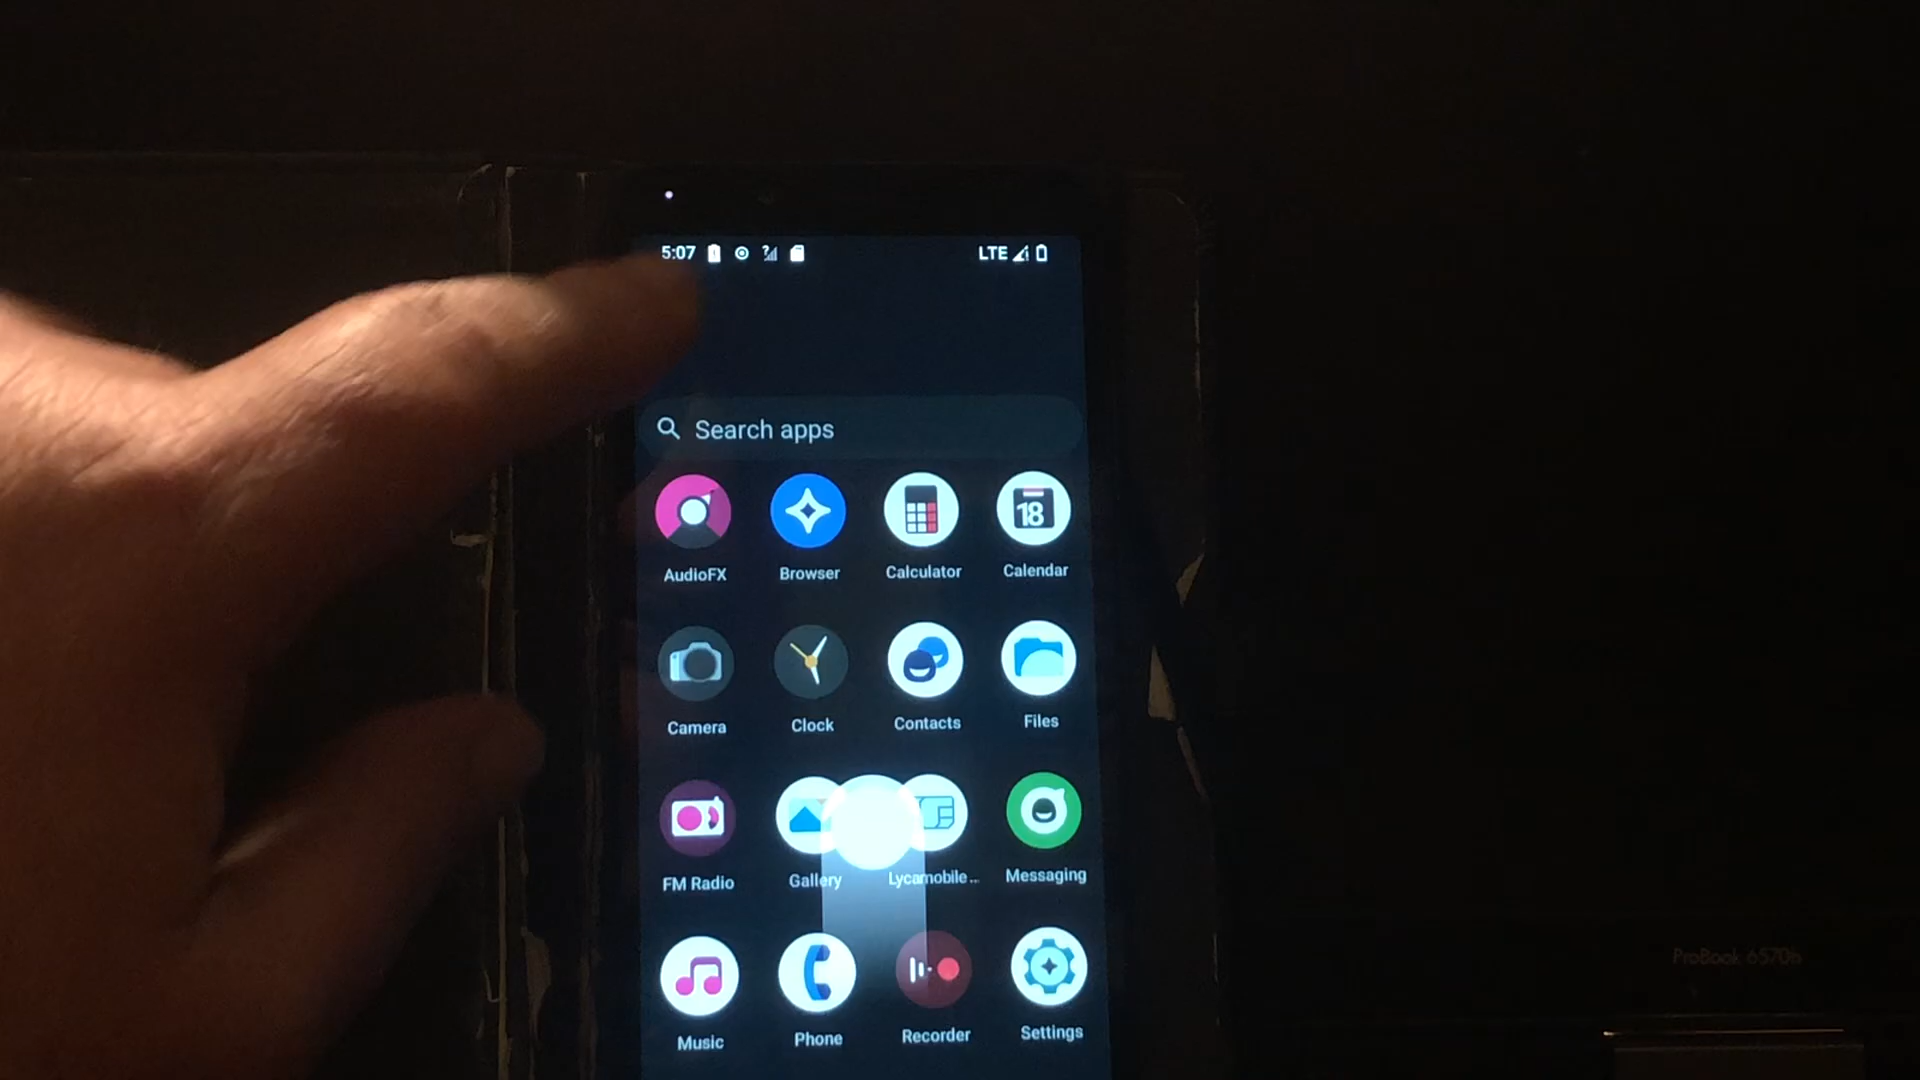 5:07 LTE
Search apps
AudioFX Browser Calculator Calendar
18
Camera Clock Contacts Files
FM Radio Gallery Lycamobile... Messaging
Music Phone Recorder Settings
ProBook 6570b